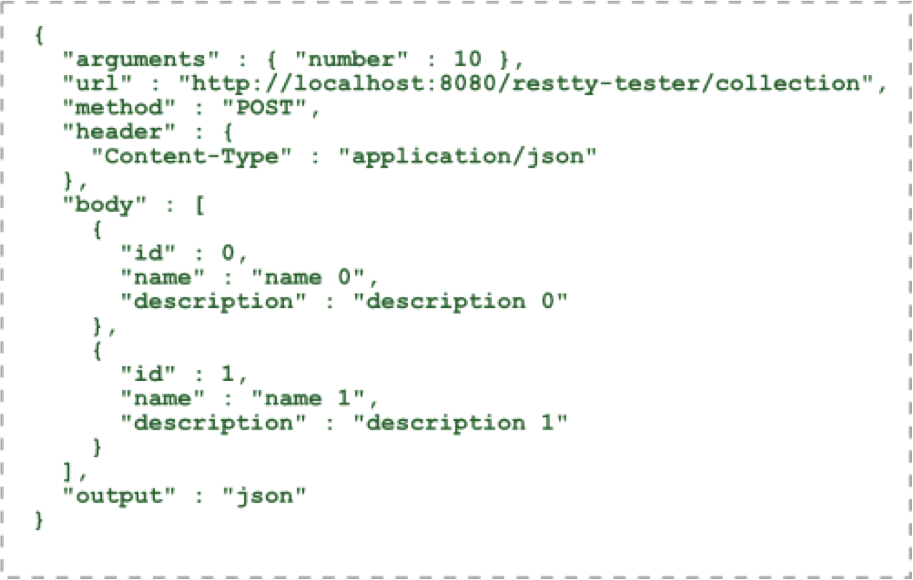 {
  "arguments" : { "number" : 10 },
  "url" : "http://localhost:8080/restty-tester/collection",
  "method" : "POST",
  "header" : {
    "Content-Type" : "application/json"
  },
  "body" : [
    {
      "id" : 0,
      "name" : "name 0",
      "description" : "description 0"
    },
    {
      "id" : 1,
      "name" : "name 1",
      "description" : "description 1"
    }
  ],
  "output" : "json"
}